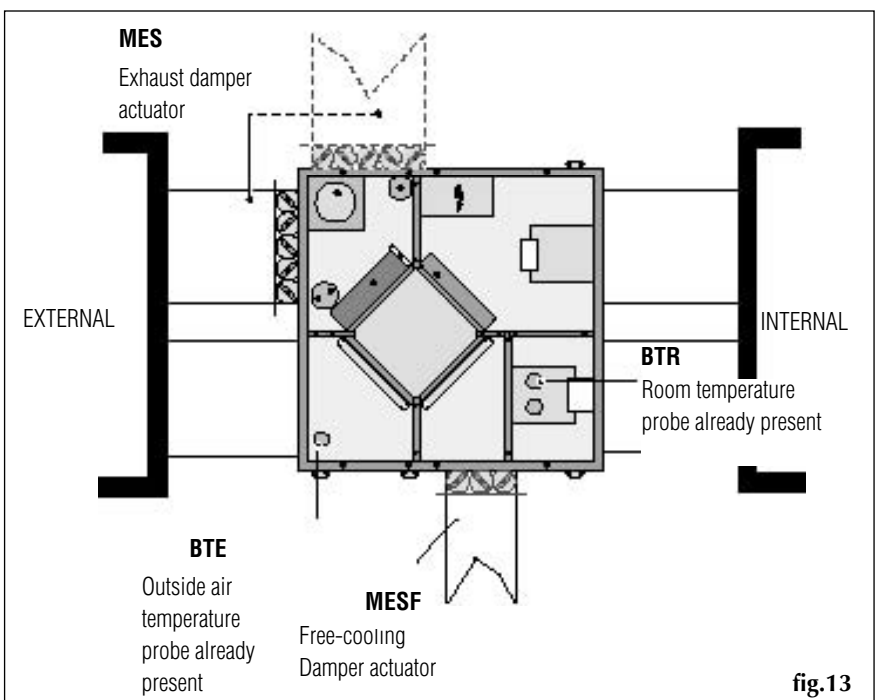 MES
Exhaust damper
actuator
EXTERNAL
INTERNAL
BTR
Room temperature
probe already present
BTE
Outside air
temperature
probe already
present
MESF
Free-cooling
Damper actuator
fig.13